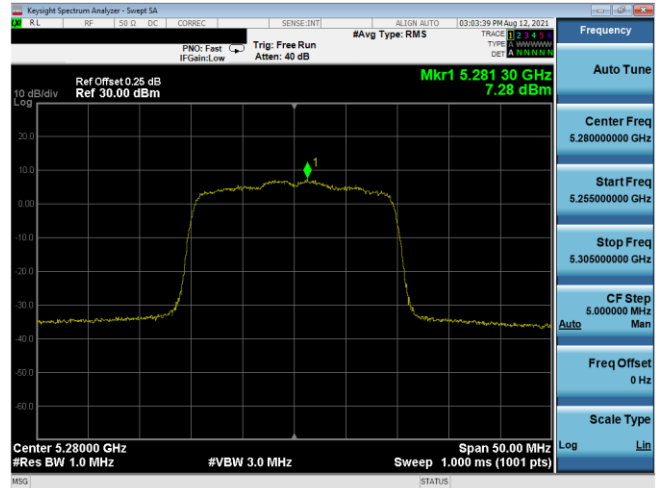 Keysight Spectrum Analyzer - Swept SA
RL RF 50 Ω DC CORREC SENSE:INT ALIGN AUTO 03:03:39 PM Aug 12, 2021
PNO: Fast Trig: Free Run #Avg Type: RMS TRACE 1 2 3 4 5 6
IFGain:Low Atten: 40 dB TYPE A WWWWW
DET A N N N N N
Ref Offset 0.25 dB Mkr1 5.281 30 GHz
10 dB/div Ref 30.00 dBm 7.28 dBm
Log
20.0
10.0
1
0.00
-10.0
-20.0
-30.0
-40.0
-60.0
Center 5.28000 GHz Span 50.00 MHz
#Res BW 1.0 MHz #VBW 3.0 MHz Sweep 1.000 ms (1001 pts)
MSG STATUS
Frequency
Auto Tune
Center Freq
5.280000000 GHz
Start Freq
5.255000000 GHz
Stop Freq
5.305000000 GHz
CF Step
5.000000 MHz
Auto Man
Freq Offset
0 Hz
Scale Type
Log Lin